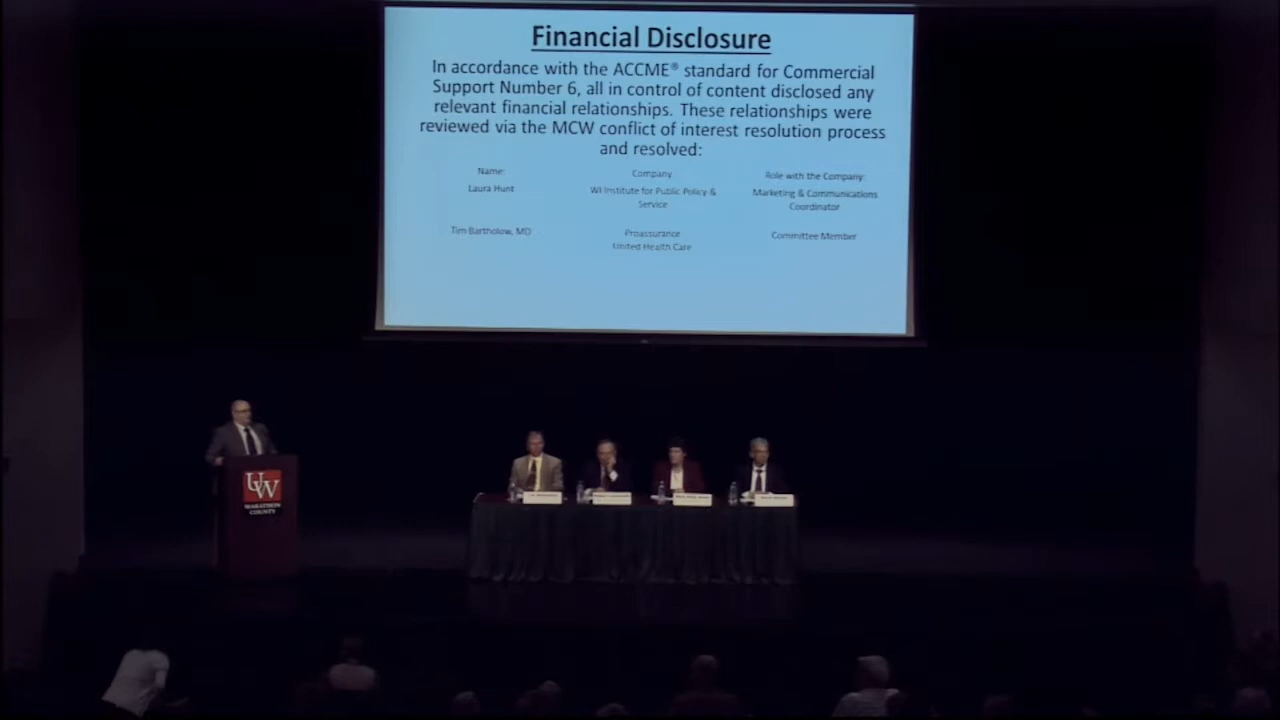 Financial Disclosure
In accordance with the ACCME® standard for Commercial
Support Number 6, all in control of content disclosed any
relevant financial relationships. These relationships were
reviewed via the MCW conflict of interest resolution process
and resolved:
Name: Company Role with the Company:
Laura Hunt WI Institute for Public Policy & Marketing & Communications
Service Coordinator
Tim Bartholow, MD Proassurance Committee Member
United Health Care
UW
MARATHON
COUNTY